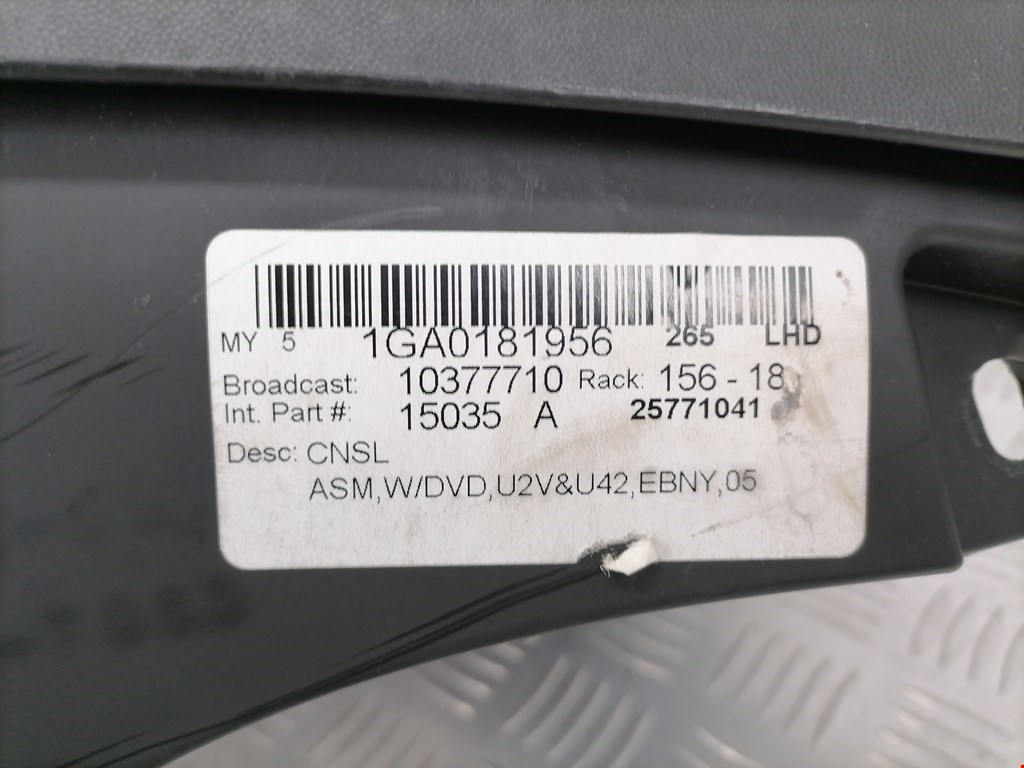 MY 5 1GA0181956 265 LHD
Broadcast: 10377710 Rack: 156 - 18
Int. Part #: 15035 A 25771041
Desc: CNSL
ASM,W/DVD,U2V&U42,EBNY,05